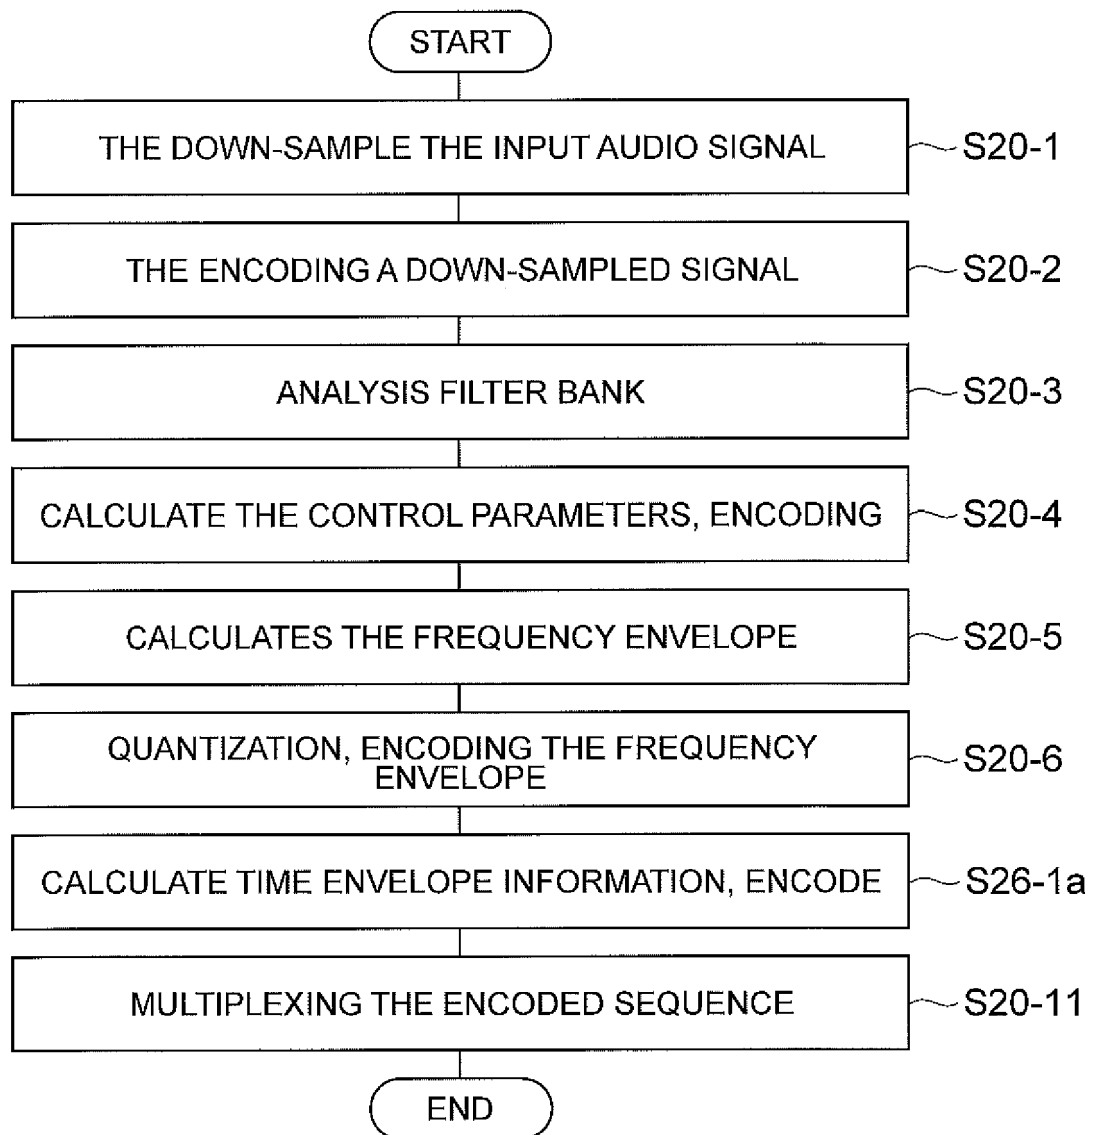 START
THE DOWN-SAMPLE THE INPUT AUDIO SIGNAL
S20-1
THE ENCODING A DOWN-SAMPLED SIGNAL
S20-2
ANALYSIS FILTER BANK
S20-3
CALCULATE THE CONTROL PARAMETERS, ENCODING
S20-4
CALCULATES THE FREQUENCY ENVELOPE
S20-5
QUANTIZATION, ENCODING THE FREQUENCY
ENVELOPE
S20-6
CALCULATE TIME ENVELOPE INFORMATION, ENCODE
S26-1a
MULTIPLEXING THE ENCODED SEQUENCE
S20-11
END